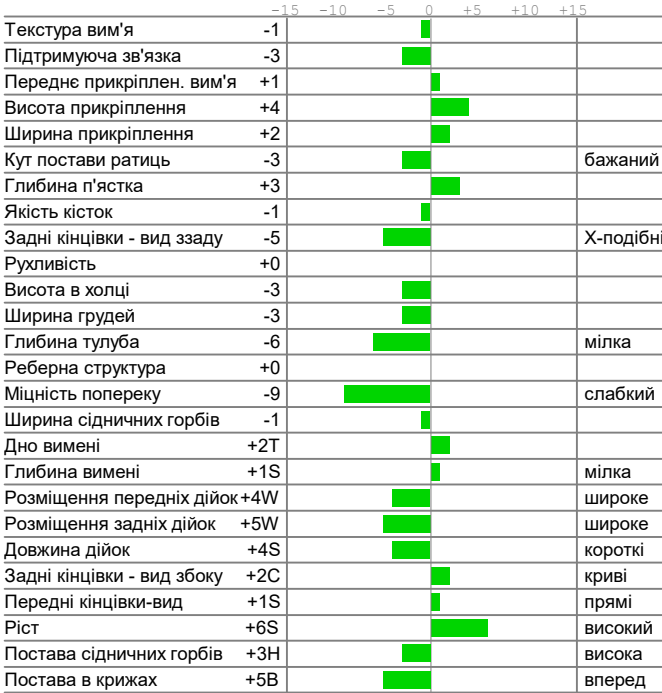 -15 -10 -5 0 +5 +10 +15
Текстура вим'я -1
Підтримуюча зв'язка -3
Переднє прикріплен. вим'я +1
Висота прикріплення +4
Ширина прикріплення +2
Кут постави ратиць -3 бажаний
Глибина п'ястка +3
Якість кісток -1
Задні кінцівки - вид ззаду -5 Х-подібні
Рухливість +0
Висота в холці -3
Ширина грудей -3
Глибина тулуба -6 мілка
Реберна структура +0
Міцність попереку -9 слабкий
Ширина сідничних горбів -1
Дно вимені +2T
Глибина вимені +1S мілка
Розміщення передніх дійок +4W широке
Розміщення задніх дійок +5W широке
Довжина дійок +4S короткі
Задні кінцівки - вид збоку +2C криві
Передні кінцівки-вид +1S прямі
Ріст +6S високий
Постава сідничних горбів +3H висока
Постава в крижах +5B вперед